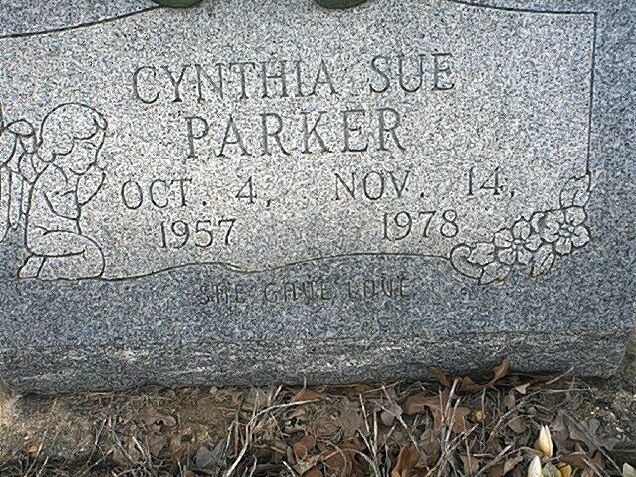 CYNTHIA SUE
PARKER
OCT. 4, NOV. 14,
1957 1978
SHE GAVE LOVE